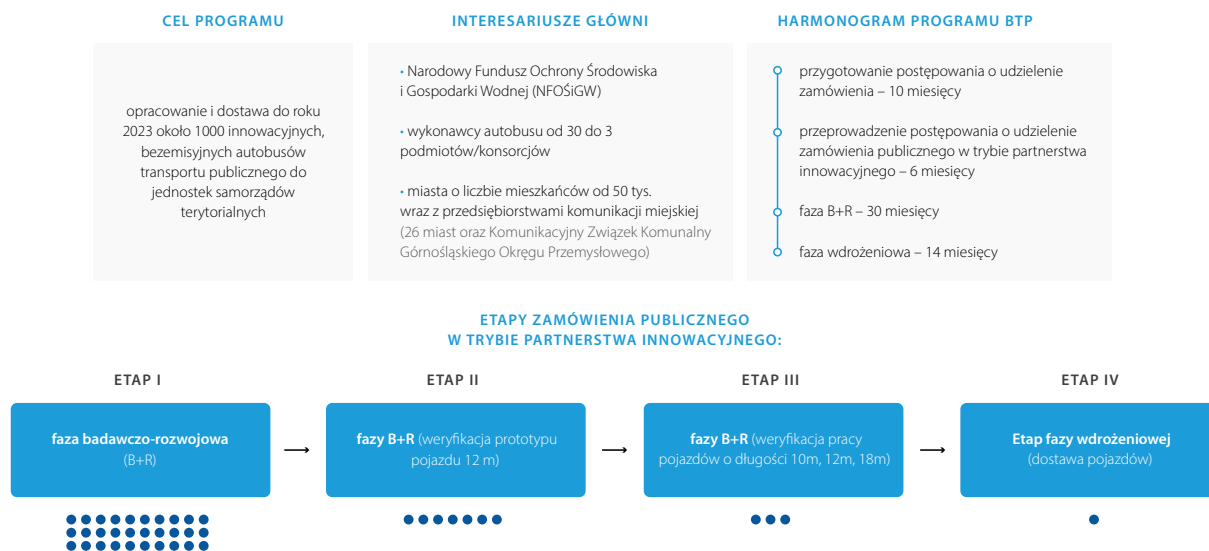 CEL PROGRAMU
opracowanie i dostawa do roku
2023 około 1000 innowacyjnych,
bezemisyjnych autobusów
transportu publicznego do
jednostek samorządów
terytorialnych
INTERESARIUSZE GŁÓWNI
• Narodowy Fundusz Ochrony Środowiska
i Gospodarki Wodnej (NFOŚiGW)
• wykonawcy autobusu od 30 do 3
podmiotów/konsorcjów
• miasta o liczbie mieszkańców od 50 tys.
wraz z przedsiębiorstwami komunikacji miejskiej
(26 miast oraz Komunikacyjny Związek Komunalny
Górnośląskiego Okręgu Przemysłowego)
HARMONOGRAM PROGRAMU BTP
przygotowanie postępowania o udzielenie
zamówienia – 10 miesięcy
przeprowadzenie postępowania o udzielenie
zamówienia publicznego w trybie partnerstwa
innowacyjnego – 6 miesięcy
faza B+R – 30 miesięcy
faza wdrożeniowa – 14 miesięcy
ETAPY ZAMÓWIENIA PUBLICZNEGO
W TRYBIE PARTNERSTWA INNOWACYJNEGO:
ETAP I
faza badawczo-rozwojowa
(B+R)
ETAP II
fazy B+R (weryfikacja prototypu
pojazdu 12 m)
ETAP III
fazy B+R (weryfikacja pracy
pojazdów o długości 10m, 12m, 18m)
ETAP IV
Etap fazy wdrożeniowej
(dostawa pojazdów)